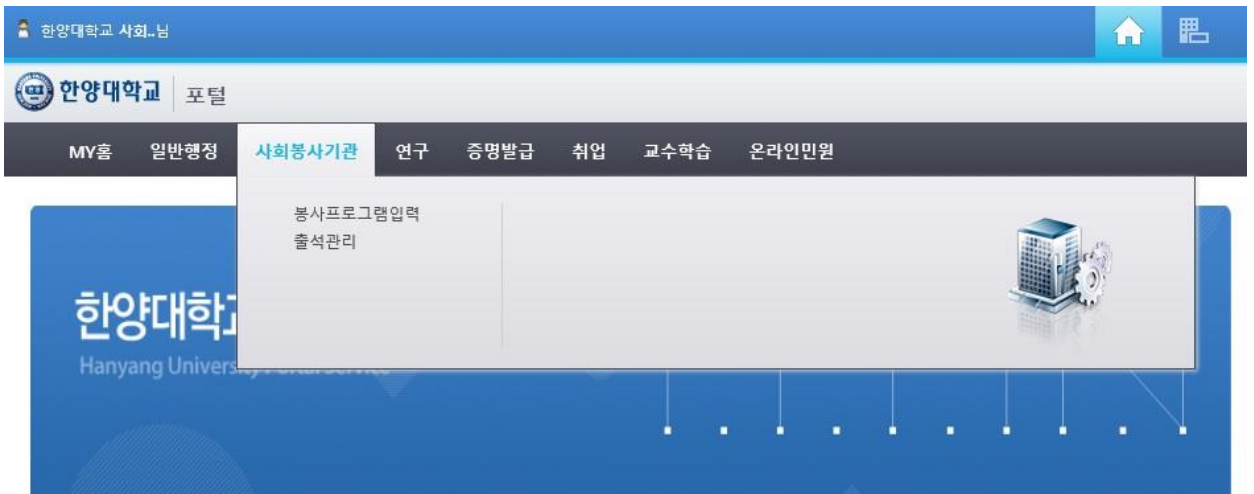 한양대학교 사회..님
한양대학교 포털
MY홈 일반행정 사회봉사기관 연구 증명발급 취업 교수학습 온라인민원
봉사프로그램입력
출석관리
한양대학교
Hanyang Univers